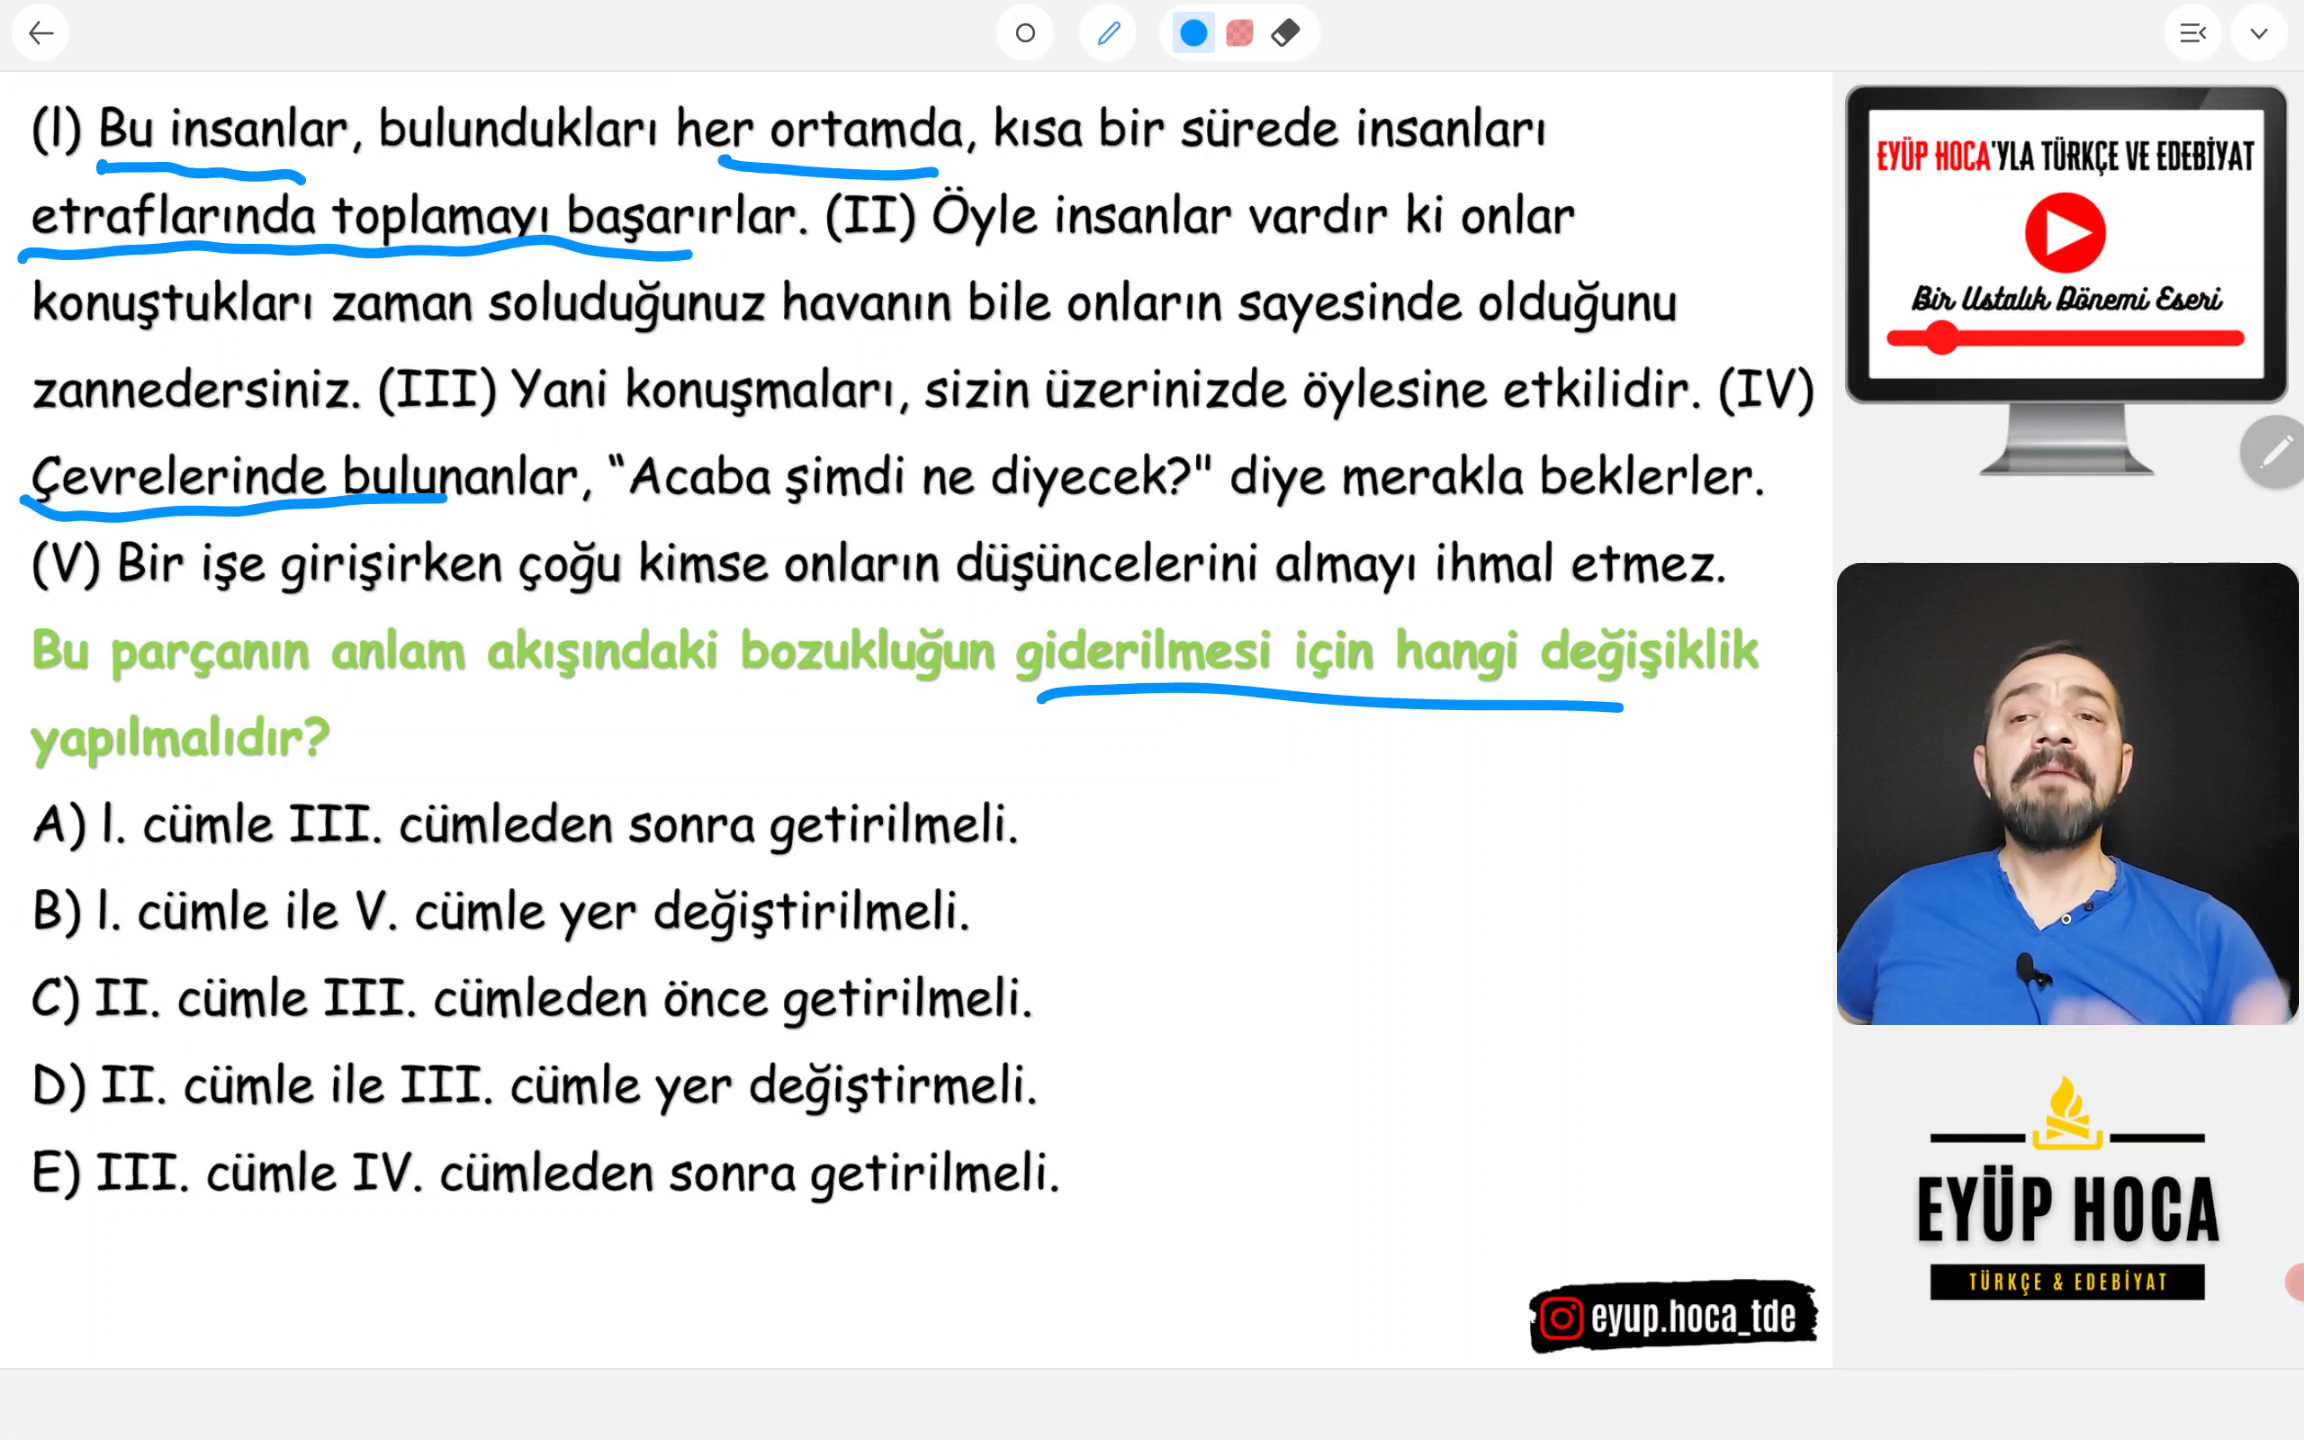 (I) Bu insanlar, bulundukları her ortamda, kısa bir sürede insanları
etraflarında toplamayı başarırlar. (II) Öyle insanlar vardır ki onlar
konuştukları zaman soluduğunuz havanın bile onların sayesinde olduğunu
zannedersiniz. (III) Yani konuşmaları, sizin üzerinizde öylesine etkilidir. (IV)
Çevrelerinde bulunanlar, “Acaba şimdi ne diyecek?" diye merakla beklerler.
(V) Bir işe girişirken çoğu kimse onların düşüncelerini almayı ihmal etmez.
Bu parçanın anlam akışındaki bozukluğun giderilmesi için hangi değişiklik
yapılmalıdır?
A) I. cümle III. cümleden sonra getirilmeli.
B) I. cümle ile V. cümle yer değiştirilmeli.
C) II. cümle III. cümleden önce getirilmeli.
D) II. cümle ile III. cümle yer değiştirmeli.
E) III. cümle IV. cümleden sonra getirilmeli.
eyup.hoca_tde
EYÜP HOCA'YLA TÜRKÇE VE EDEBİYAT
Bir Ustalık Dönemi Eseri
EYÜP HOCA
TÜRKÇE & EDEBİYAT